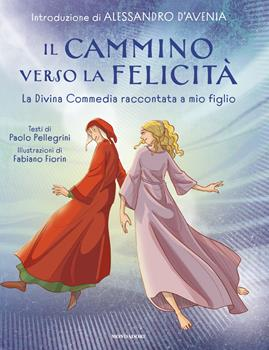 Introduzione di ALESSANDRO D'AVENIA
IL CAMMINO
VERSO LA FELICITÀ
La Divina Commedia raccontata a mio figlio
Testi di
Paolo Pellegrini
Illustrazioni di
Fabiano Fiorin
MONDADORI